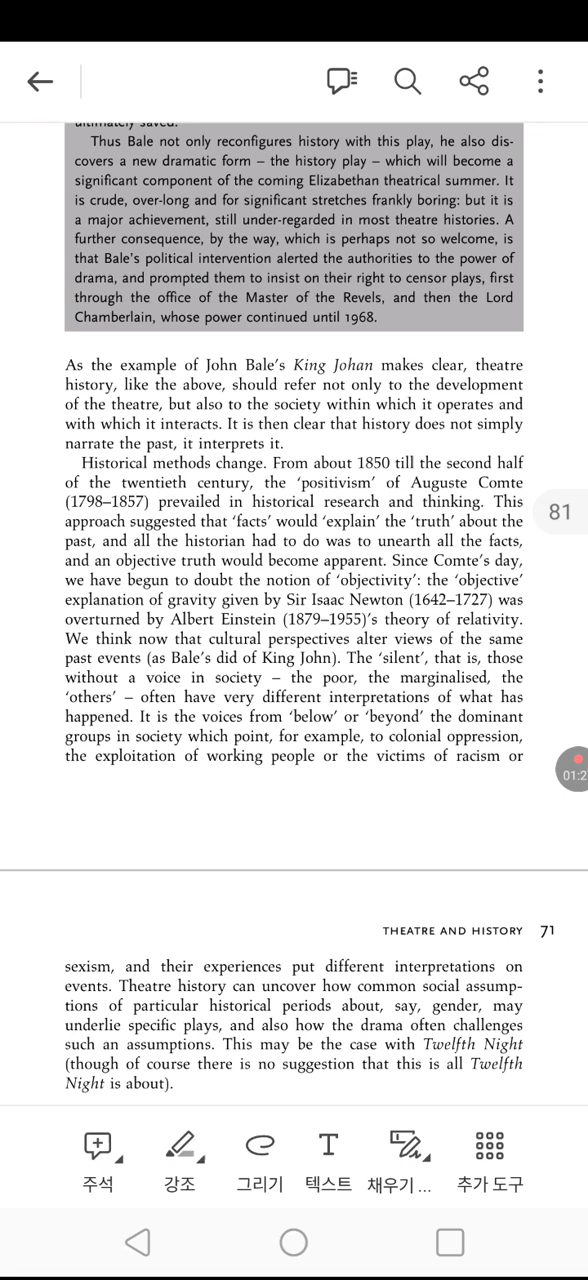 ultimately saved.
Thus Bale not only reconfigures history with this play, he also dis-
covers a new dramatic form – the history play – which will become a
significant component of the coming Elizabethan theatrical summer. It
is crude, over-long and for significant stretches frankly boring: but it is
a major achievement, still under-regarded in most theatre histories. A
further consequence, by the way, which is perhaps not so welcome, is
that Bale's political intervention alerted the authorities to the power of
drama, and prompted them to insist on their right to censor plays, first
through the office of the Master of the Revels, and then the Lord
Chamberlain, whose power continued until 1968.
As the example of John Bale's King Johan makes clear, theatre
history, like the above, should refer not only to the development
of the theatre, but also to the society within which it operates and
with which it interacts. It is then clear that history does not simply
narrate the past, it interprets it.
Historical methods change. From about 1850 till the second half
of the twentieth century, the 'positivism' of Auguste Comte
(1798–1857) prevailed in historical research and thinking. This
approach suggested that 'facts' would 'explain' the 'truth' about the
past, and all the historian had to do was to unearth all the facts,
and an objective truth would become apparent. Since Comte's day,
we have begun to doubt the notion of 'objectivity': the 'objective'
explanation of gravity given by Sir Isaac Newton (1642–1727) was
overturned by Albert Einstein (1879–1955)'s theory of relativity.
We think now that cultural perspectives alter views of the same
past events (as Bale's did of King John). The 'silent', that is, those
without a voice in society – the poor, the marginalised, the
'others' – often have very different interpretations of what has
happened. It is the voices from 'below' or 'beyond' the dominant
groups in society which point, for example, to colonial oppression,
the exploitation of working people or the victims of racism or
81
01:2
THEATRE AND HISTORY 71
sexism, and their experiences put different interpretations on
events. Theatre history can uncover how common social assump-
tions of particular historical periods about, say, gender, may
underlie specific plays, and also how the drama often challenges
such an assumptions. This may be the case with Twelfth Night
(though of course there is no suggestion that this is all Twelfth
Night is about).
T
주석 강조 그리기 텍스트 채우기 ... 추가 도구